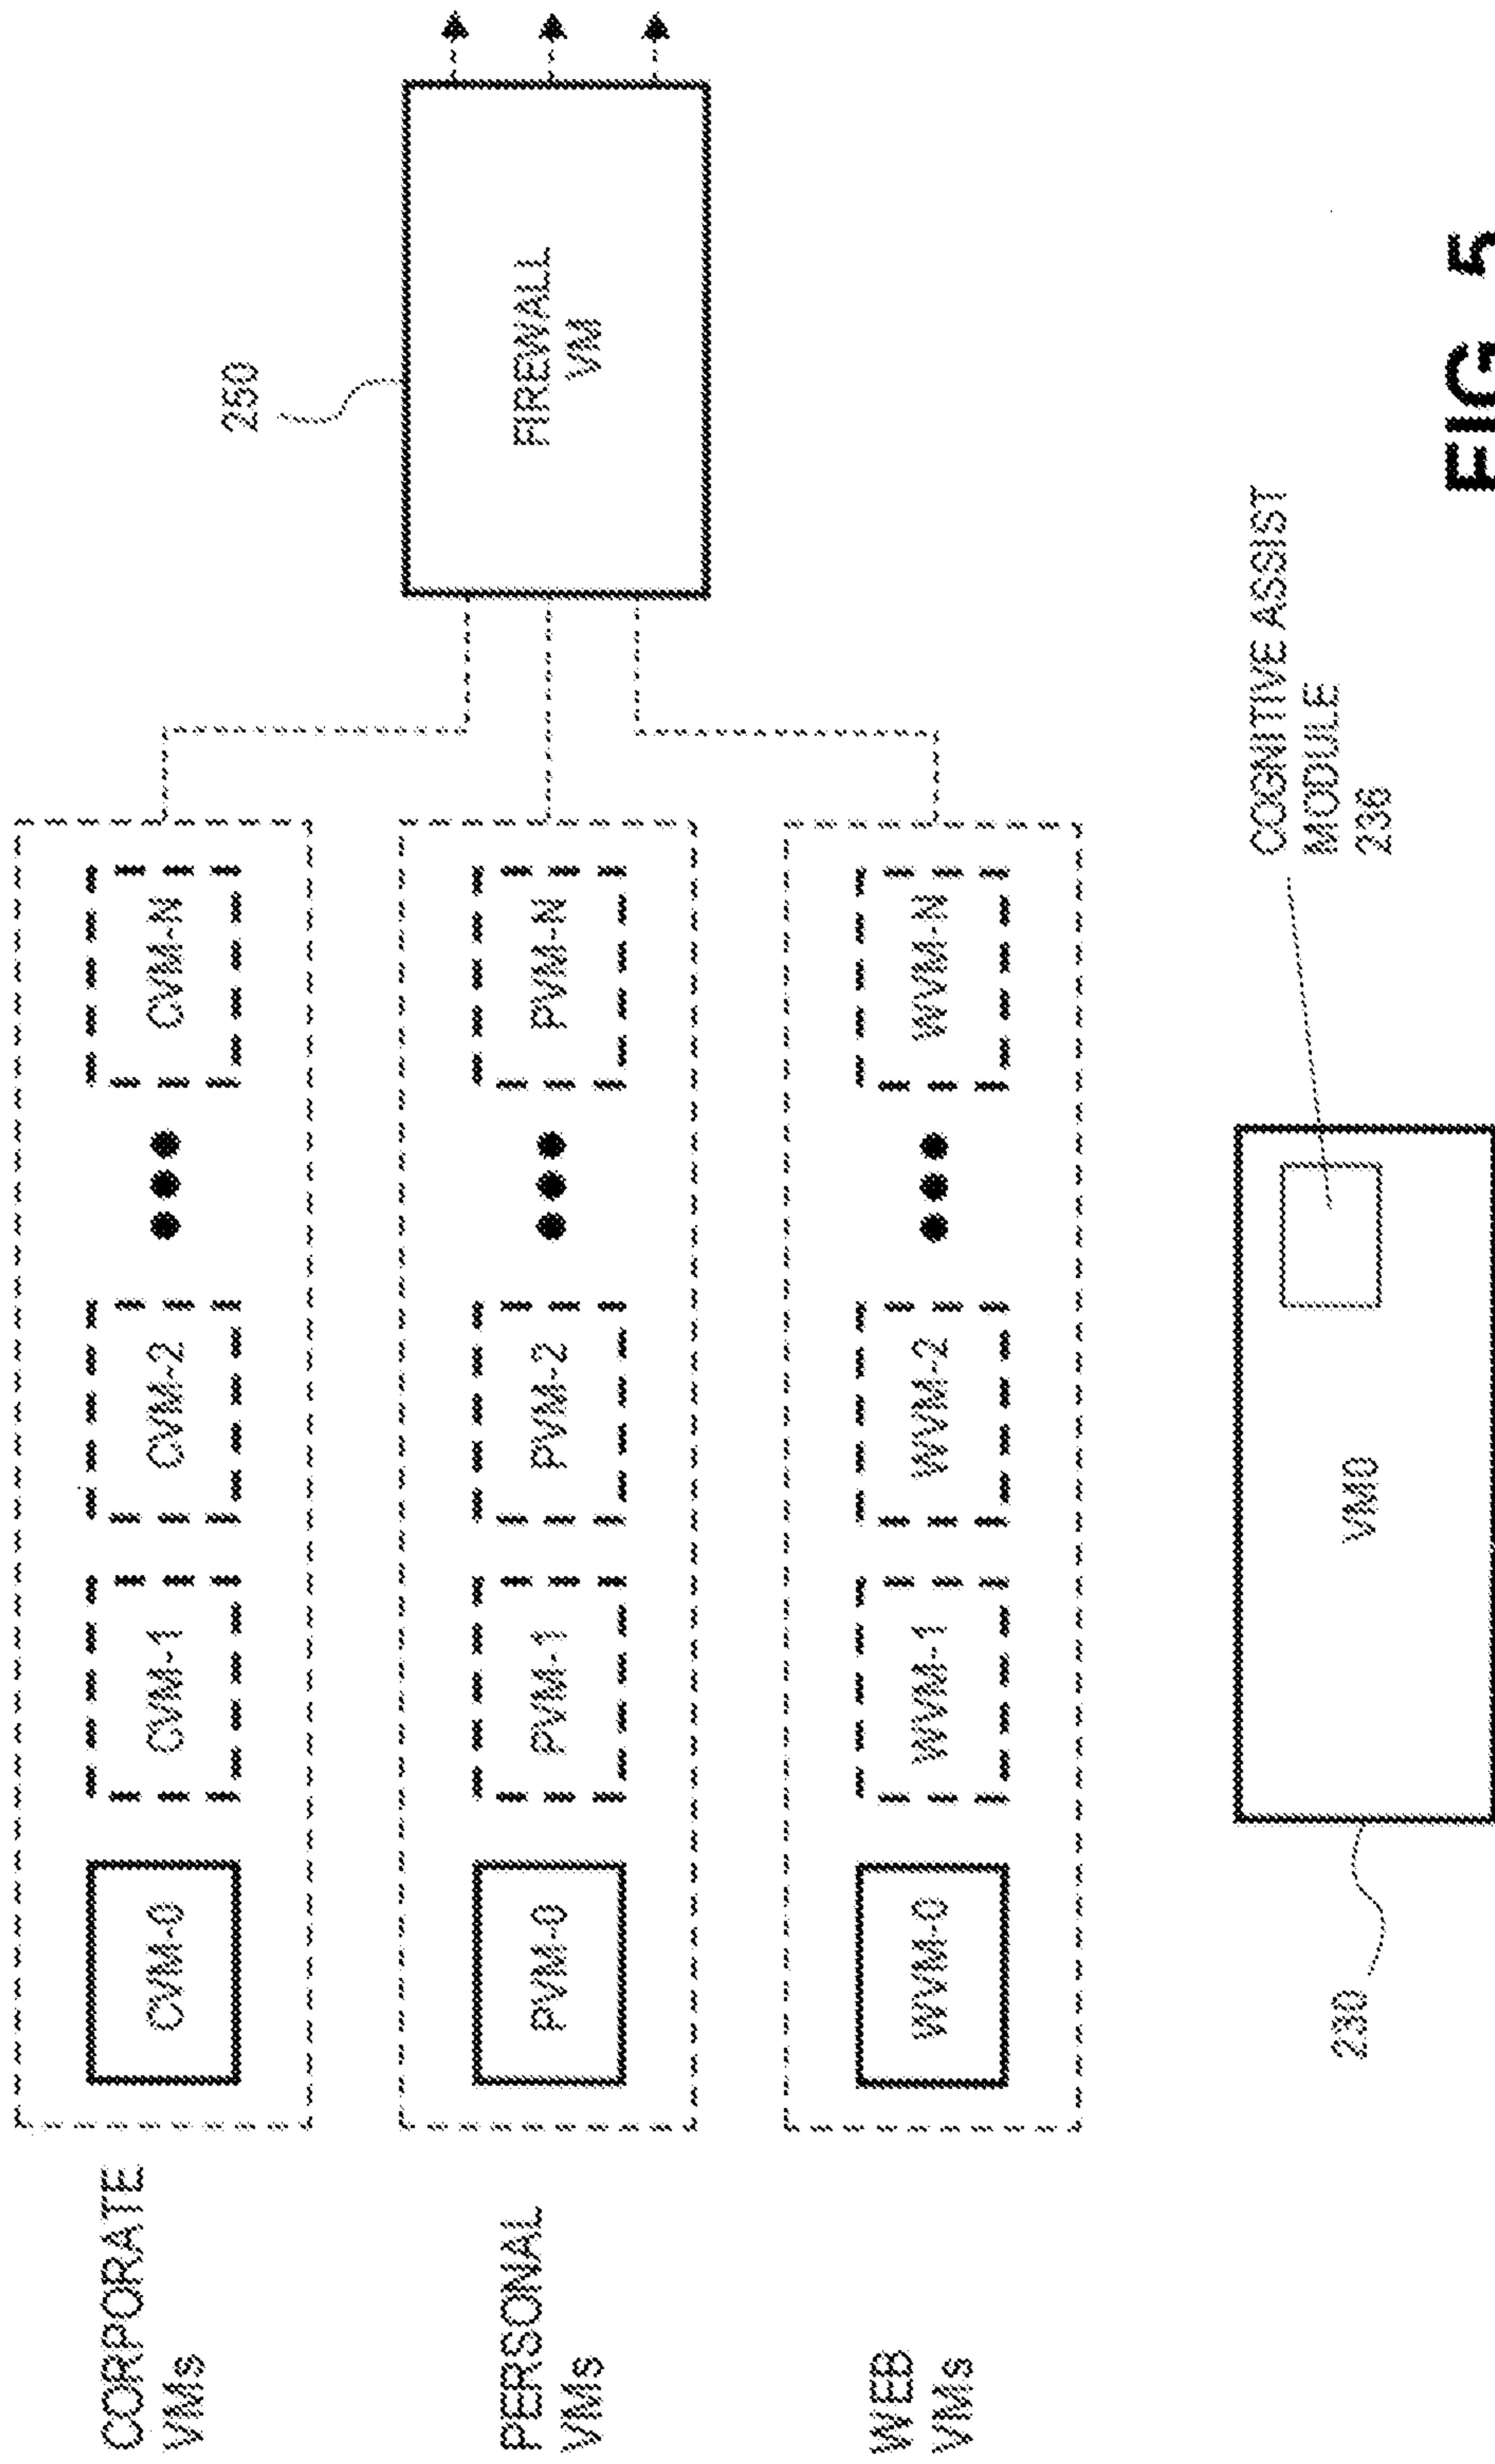 CORPORATE
VMs
CVM-0
CVM-1
CVM-2
CVM-N
PERSONAL
VMs
PVM-0
PVM-1
PVM-2
PVM-N
WEB
VMs
WVM-0
WVM-1
WVM-2
WVM-N
250
FIREWALL
VM
230
VM0
COGNITIVE ASSIST
MODULE
236
FIG. 5